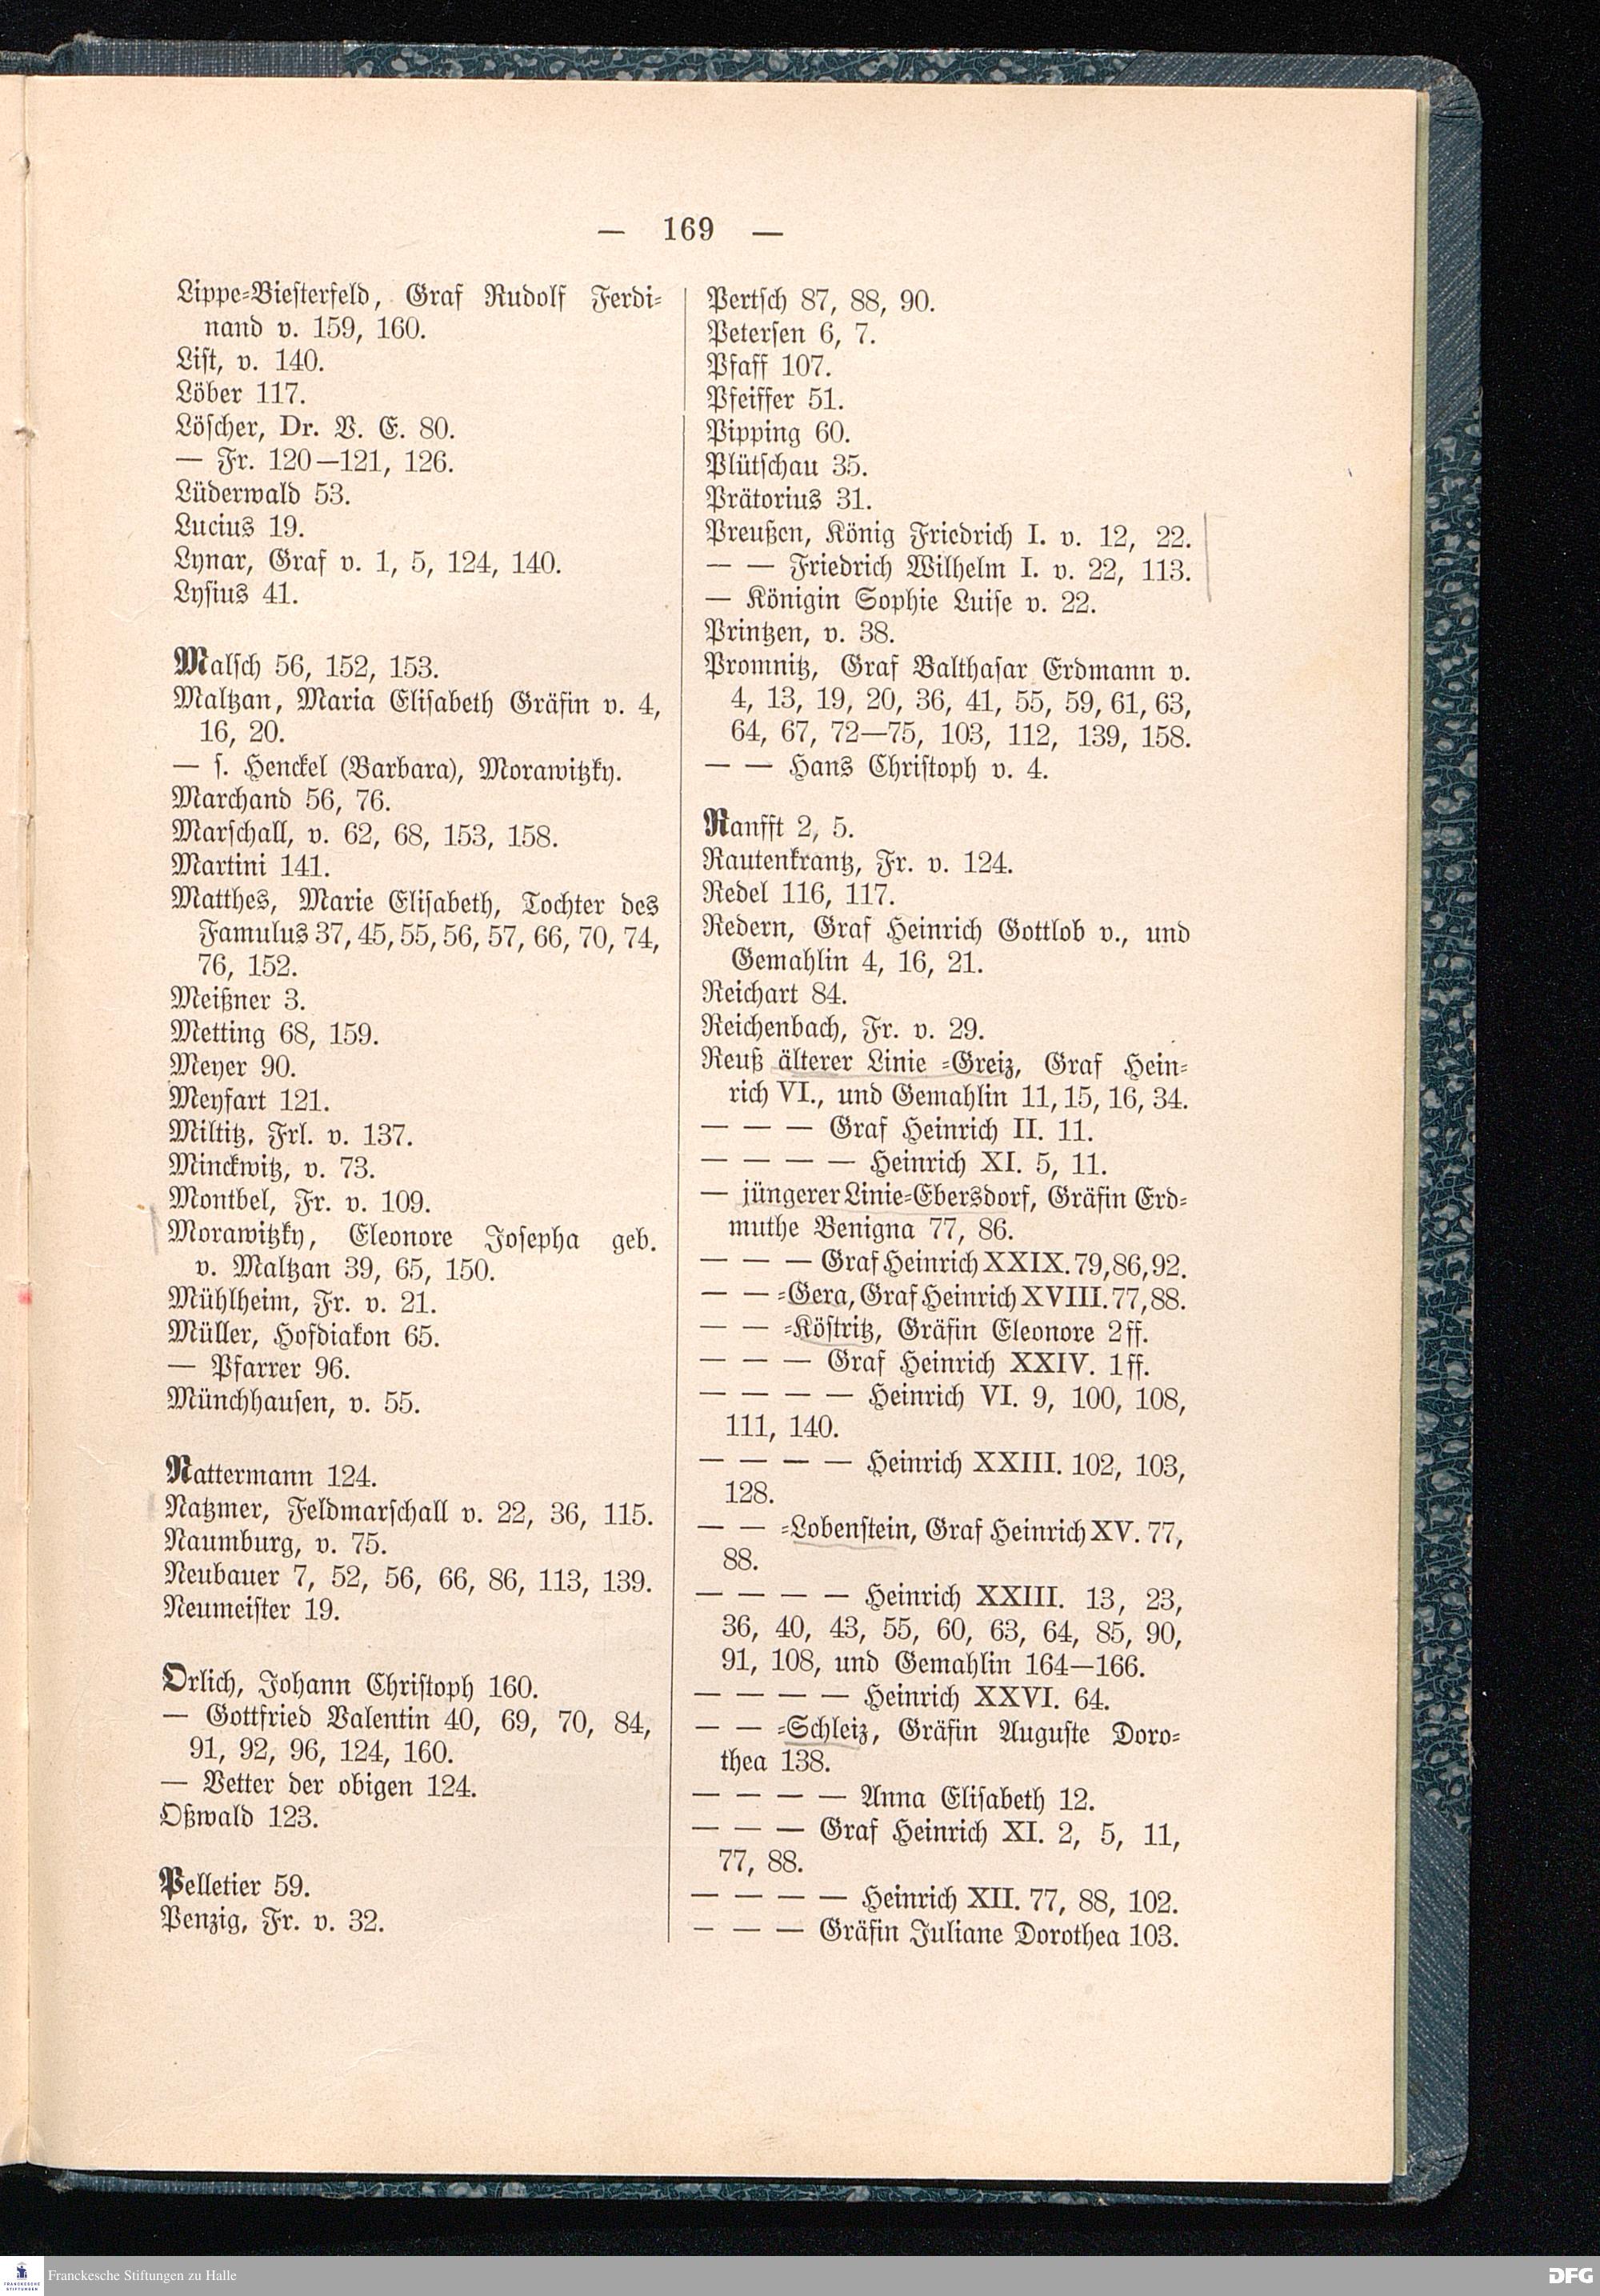 — 169 —
Lippe-Biesterfeld, Graf Rudolf Ferdi-
nand v. 159, 160.
List, v. 140.
Löber 117.
Löscher, Dr. V. E. 80.
— Fr. 120—121, 126.
Lüderwald 53.
Lucius 19.
Lynar, Graf v. 1, 5, 124, 140.
Lysius 41.
Malsch 56, 152, 153.
Maltzan, Maria Elisabeth Gräfin v. 4,
16, 20.
— s. Henckel (Barbara), Morawitzky.
Marchand 56, 76.
Marschall, v. 62, 68, 153, 158.
Martini 141.
Matthes, Marie Elisabeth, Tochter des
Famulus 37, 45, 55, 56, 57, 66, 70, 74,
76, 152.
Meißner 3.
Metting 68, 159.
Meyer 90.
Meyfart 121.
Miltitz, Frl. v. 137.
Minckwitz, v. 73.
Montbel, Fr. v. 109.
Morawitzky, Eleonore Josepha geb.
v. Maltzan 39, 65, 150.
Mühlheim, Fr. v. 21.
Müller, Hofdiakon 65.
— Pfarrer 96.
Münchhausen, v. 55.
Nattermann 124.
Natzmer, Feldmarschall v. 22, 36, 115.
Naumburg, v. 75.
Neubauer 7, 52, 56, 66, 86, 113, 139.
Neumeister 19.
Orlich, Johann Christoph 160.
— Gottfried Valentin 40, 69, 70, 84,
91, 92, 96, 124, 160.
— Vetter der obigen 124.
Oßwald 123.
Pelletier 59.
Penzig, Fr. v. 32.
Pertsch 87, 88, 90.
Petersen 6, 7.
Pfaff 107.
Pfeiffer 51.
Pipping 60.
Plütschau 35.
Prätorius 31.
Preußen, König Friedrich I. v. 12, 22.
— — Friedrich Wilhelm I. v. 22, 113.
— Königin Sophie Luise v. 22.
Printzen, v. 38.
Promnitz, Graf Balthasar Erdmann v.
4, 13, 19, 20, 36, 41, 55, 59, 61, 63,
64, 67, 72—75, 103, 112, 139, 158.
— — Hans Christoph v. 4.
Ranfft 2, 5.
Rautenkrantz, Fr. v. 124.
Redel 116, 117.
Redern, Graf Heinrich Gottlob v., und
Gemahlin 4, 16, 21.
Reichart 84.
Reichenbach, Fr. v. 29.
Reuß älterer Linie -Greiz, Graf Hein-
rich VI., und Gemahlin 11, 15, 16, 34.
— — — Graf Heinrich II. 11.
— — — — Heinrich XI. 5, 11.
— jüngerer Linie-Ebersdorf, Gräfin Erd-
muthe Benigna 77, 86.
— — — Graf Heinrich XXIX. 79, 86, 92.
— — -Gera, Graf Heinrich XVIII. 77, 88.
— — -Köstritz, Gräfin Eleonore 2 ff.
— — — Graf Heinrich XXIV. 1 ff.
— — — — Heinrich VI. 9, 100, 108,
111, 140.
— — — — Heinrich XXIII. 102, 103,
128.
— — -Lobenstein, Graf Heinrich XV. 77,
88.
— — — — Heinrich XXIII. 13, 23,
36, 40, 43, 55, 60, 63, 64, 85, 90,
91, 108, und Gemahlin 164—166.
— — — — Heinrich XXVI. 64.
— — -Schleiz, Gräfin Auguste Doro-
thea 138.
— — — — Anna Elisabeth 12.
— — — Graf Heinrich XI. 2, 5, 11,
77, 88.
— — — — Heinrich XII. 77, 88, 102.
— — — Gräfin Juliane Dorothea 103.
FRANCKESCHE
STIFTUNGEN
Franckesche Stiftungen zu Halle
DFG